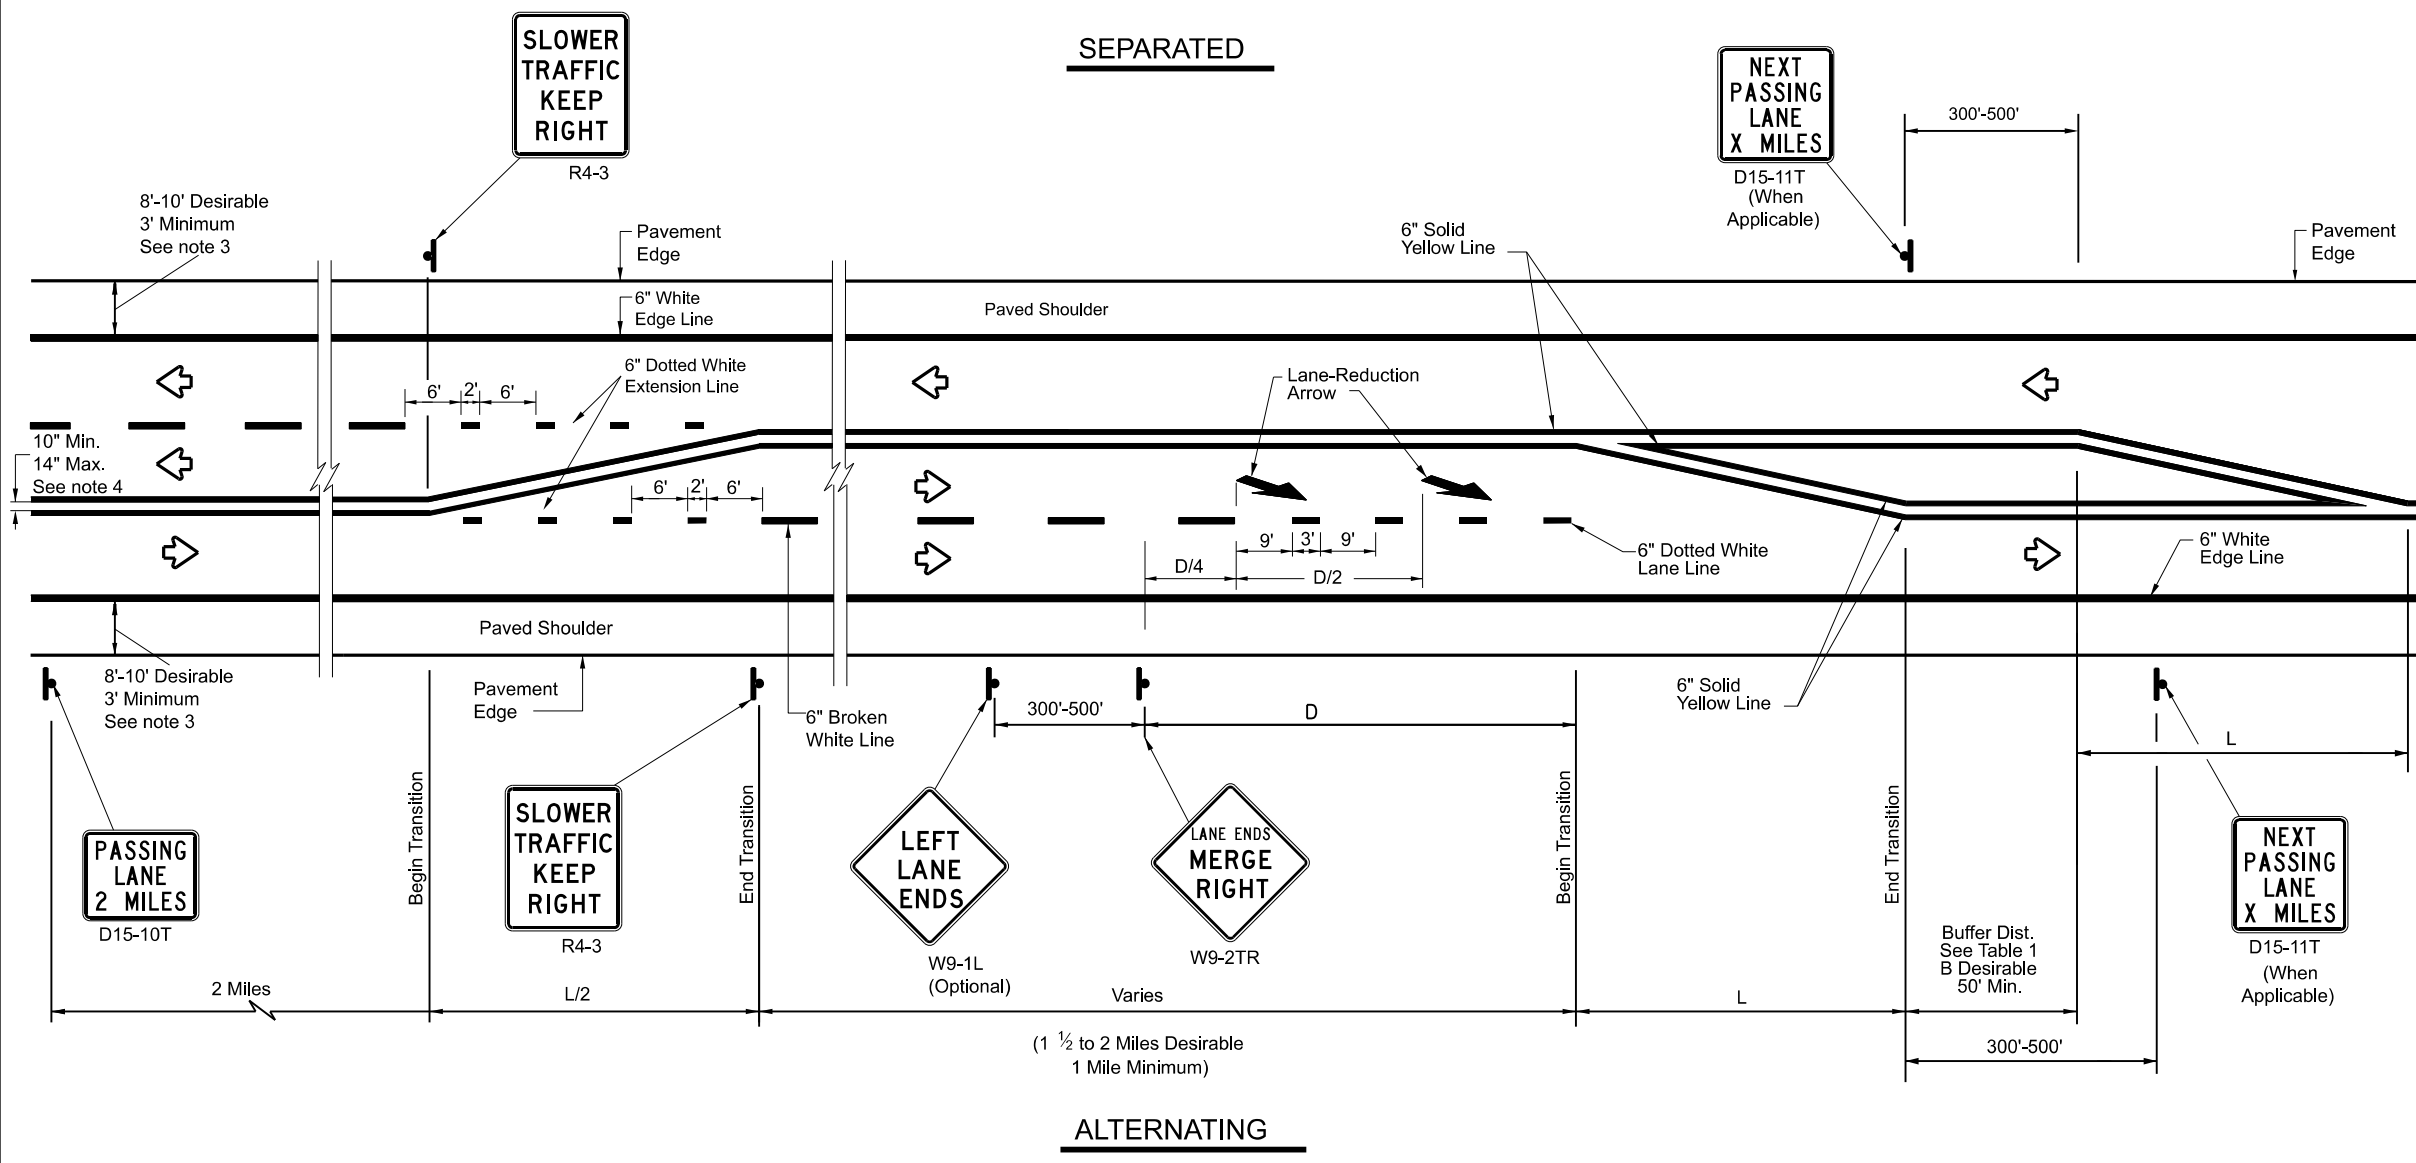 SEPARATED
SLOWER
TRAFFIC
KEEP
RIGHT
R4-3
NEXT
PASSING
LANE
X MILES
D15-11T
(When
Applicable)
300'-500'
8'-10' Desirable
3' Minimum
See note 3
Pavement
Edge
6" Solid
Yellow Line
Pavement
Edge
6" White
Edge Line
Paved Shoulder
6" Dotted White
Extension Line
6'
2'
6'
Lane-Reduction
Arrow
10" Min.
14" Max.
See note 4
6'
2'
6'
9'
3'
9'
D/4
D/2
6" Dotted White
Lane Line
6" White
Edge Line
Paved Shoulder
8'-10' Desirable
3' Minimum
See note 3
Pavement
Edge
6" Broken
White Line
300'-500'
D
6" Solid
Yellow Line
L
PASSING
LANE
2 MILES
D15-10T
Begin Transition
SLOWER
TRAFFIC
KEEP
RIGHT
R4-3
End Transition
LEFT
LANE
ENDS
W9-1L
(Optional)
LANE ENDS
MERGE
RIGHT
W9-2TR
Begin Transition
End Transition
NEXT
PASSING
LANE
X MILES
D15-11T
(When
Applicable)
Buffer Dist.
See Table 1
B Desirable
50' Min.
2 Miles
L/2
Varies
L
(1 ½ to 2 Miles Desirable
1 Mile Minimum)
300'-500'
ALTERNATING